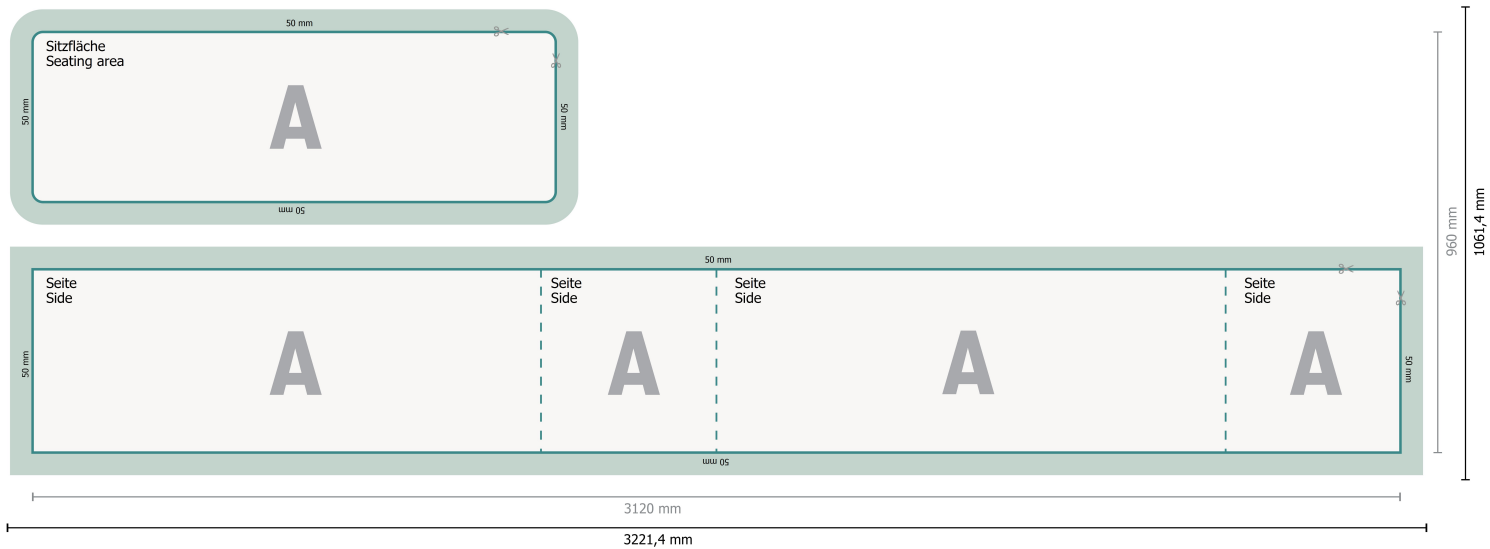 50 mm
Sitzfläche
Seating area
A
50 mm
50 mm
50 mm
50 mm
Seite
Side
Seite
Side
Seite
Side
Seite
Side
A
A
A
A
50 mm
50 mm
50 mm
960 mm
1061,4 mm
3120 mm
3221,4 mm